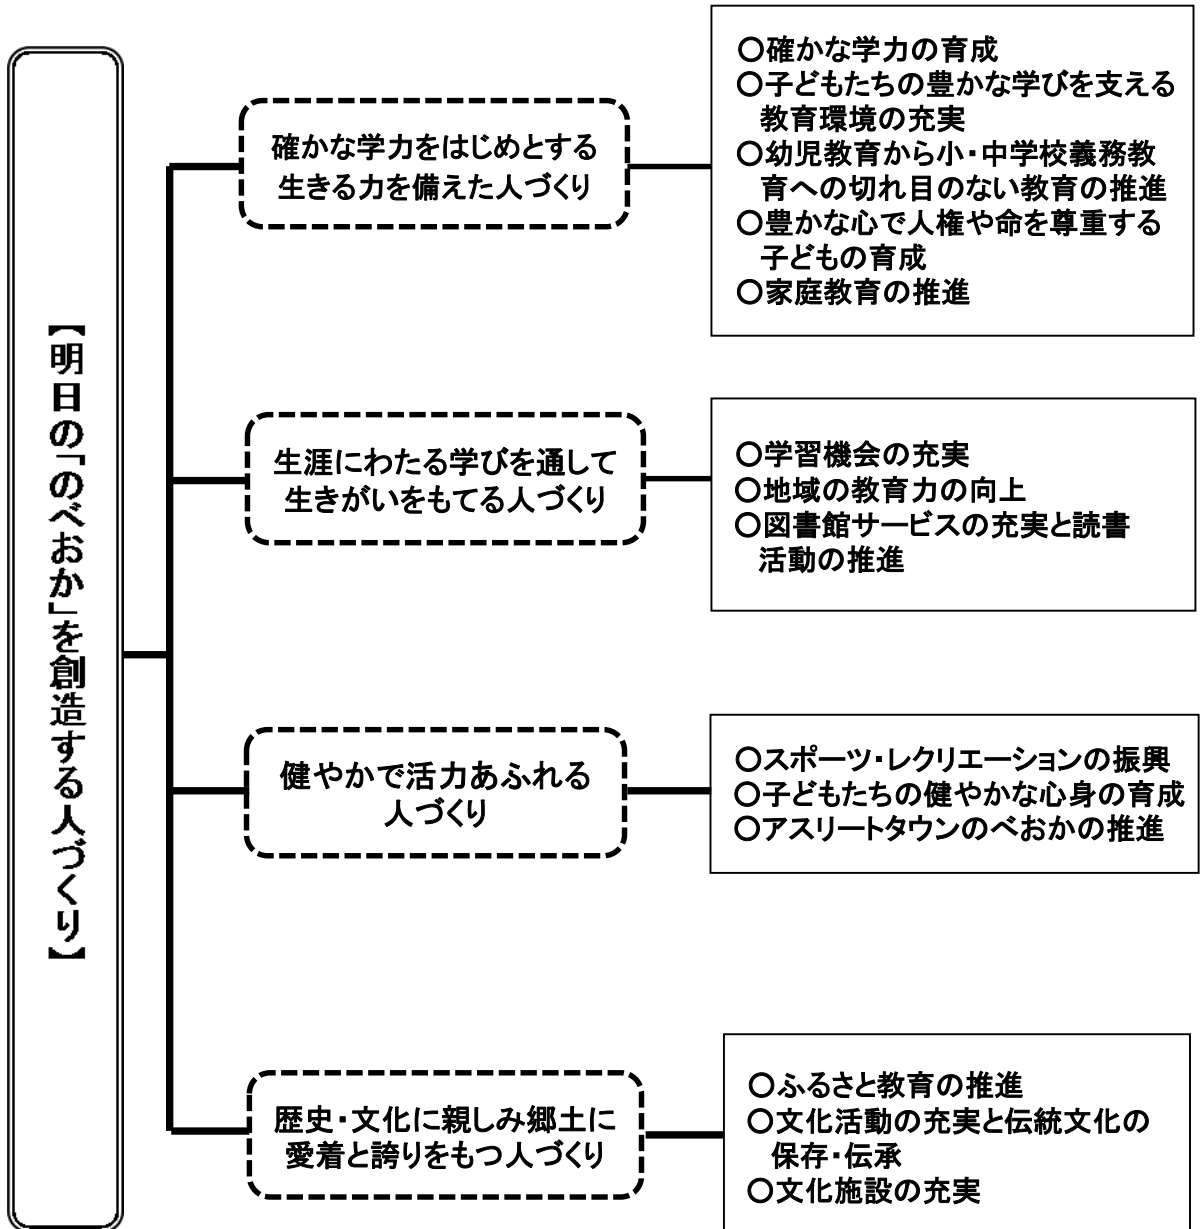 【明日の「のべおか」を創造する人づくり】
確かな学力をはじめとする
生きる力を備えた人づくり
〇確かな学力の育成
〇子どもたちの豊かな学びを支える
教育環境の充実
〇幼児教育から小・中学校義務教
育への切れ目のない教育の推進
〇豊かな心で人権や命を尊重する
子どもの育成
〇家庭教育の推進
生涯にわたる学びを通して
生きがいをもてる人づくり
〇学習機会の充実
〇地域の教育力の向上
〇図書館サービスの充実と読書
活動の推進
健やかで活力あふれる
人づくり
〇スポーツ・レクリエーションの振興
〇子どもたちの健やかな心身の育成
〇アスリートタウンのべおかの推進
歴史・文化に親しみ郷土に
愛着と誇りをもつ人づくり
〇ふるさと教育の推進
〇文化活動の充実と伝統文化の
保存・伝承
〇文化施設の充実